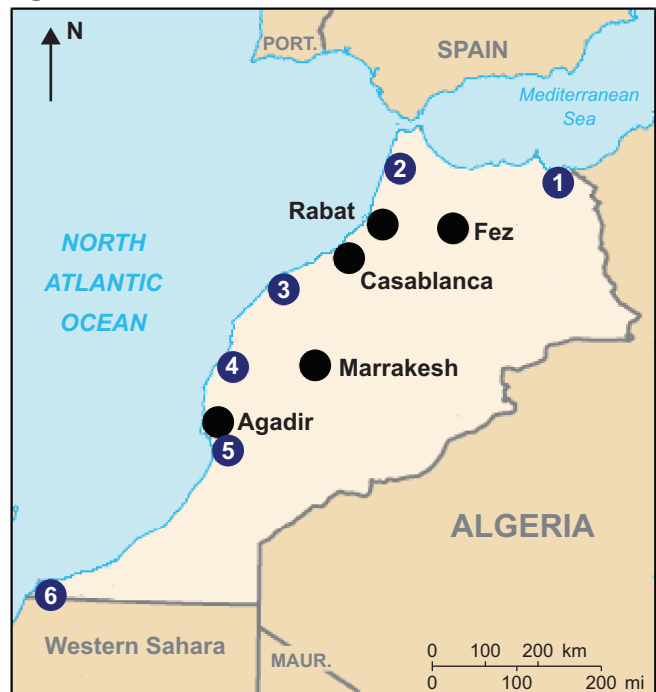 N
PORT.
SPAIN
Mediterranean
Sea
2
1
Rabat
Fez
NORTH
ATLANTIC
OCEAN
Casablanca
3
4
Marrakesh
Agadir
5
ALGERIA
6
Western Sahara
MAUR.
0 100 200 km
0 100 200 mi